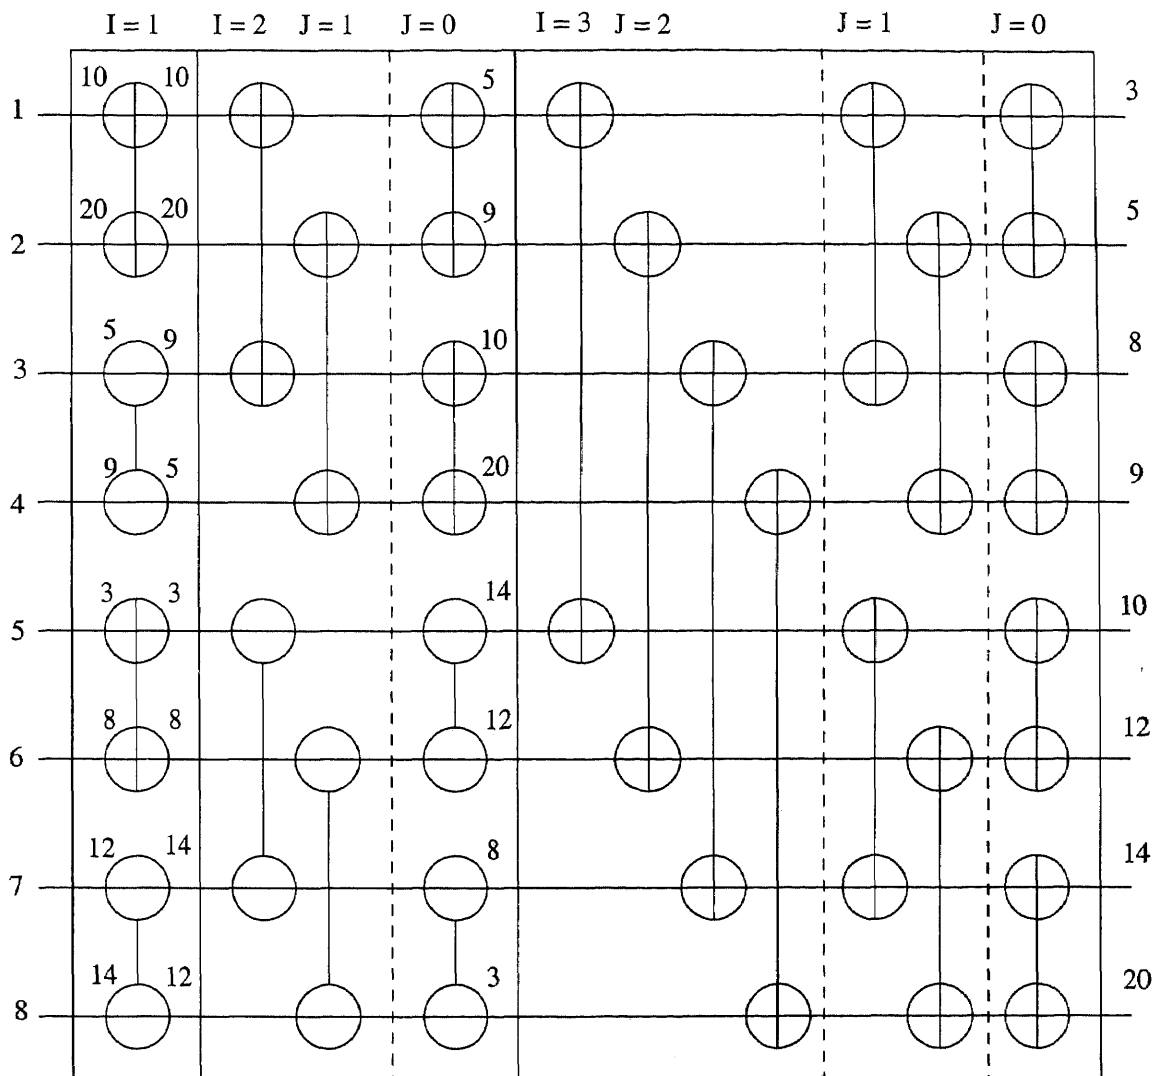 I = 1 I = 2 J = 1 J = 0 I = 3 J = 2 J = 1 J = 0
10 10 5 3
1
20 20 9 5
2
5 9 10 8
3
9 5 20 9
4
3 3 14 10
5
8 8 12 12
6
12 14 8 14
7
14 12 3 20
8